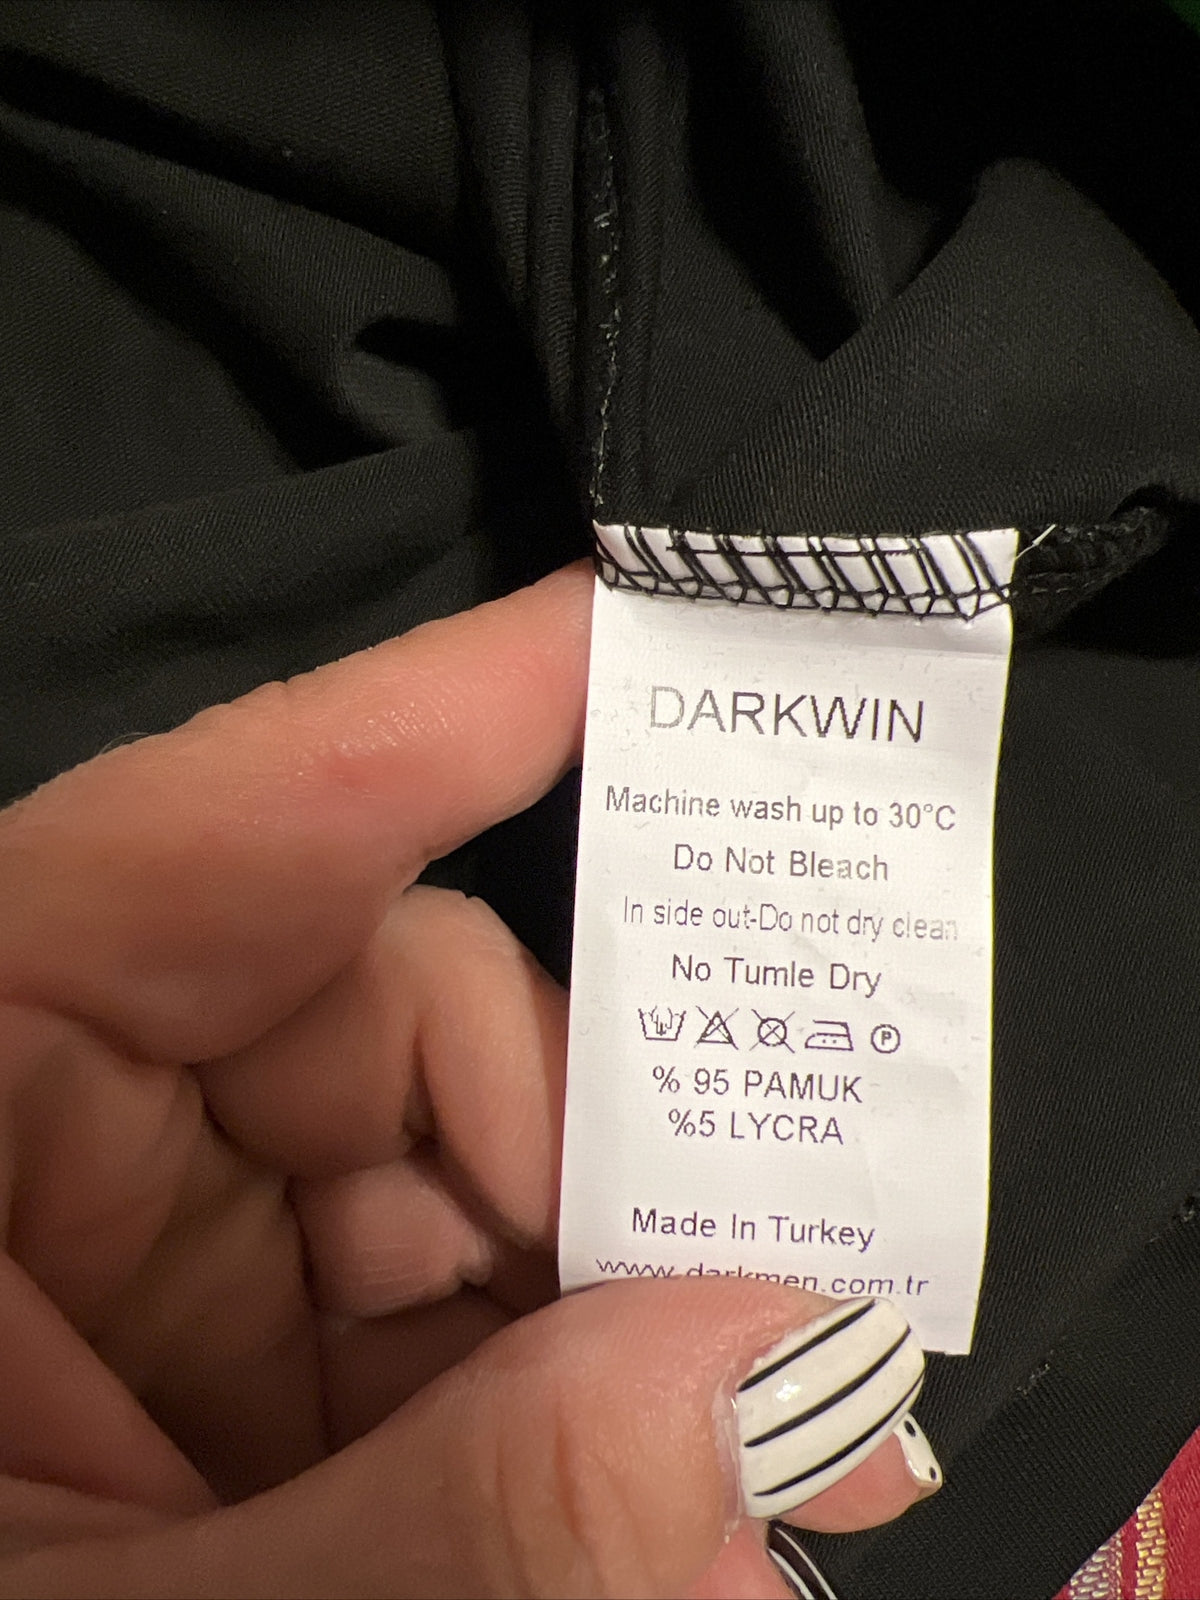 DARKWIN
Machine wash up to 30°C
Do Not Bleach
In side out-Do not dry clean
No Tumle Dry
P
% 95 PAMUK
%5 LYCRA
Made In Turkey
www.darkmen.com.tr